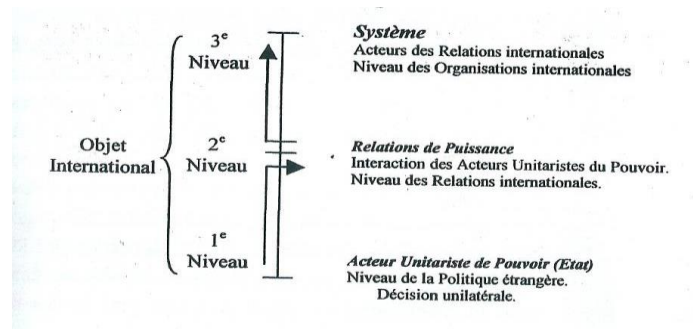 3e
Niveau
Système
Acteurs des Relations internationales
Niveau des Organisations internationales
Objet
International
2e
Niveau
Relations de Puissance
Interaction des Acteurs Unitaristes du Pouvoir.
Niveau des Relations internationales.
1e
Niveau
Acteur Unitariste de Pouvoir (Etat)
Niveau de la Politique étrangère.
Décision unilatérale.